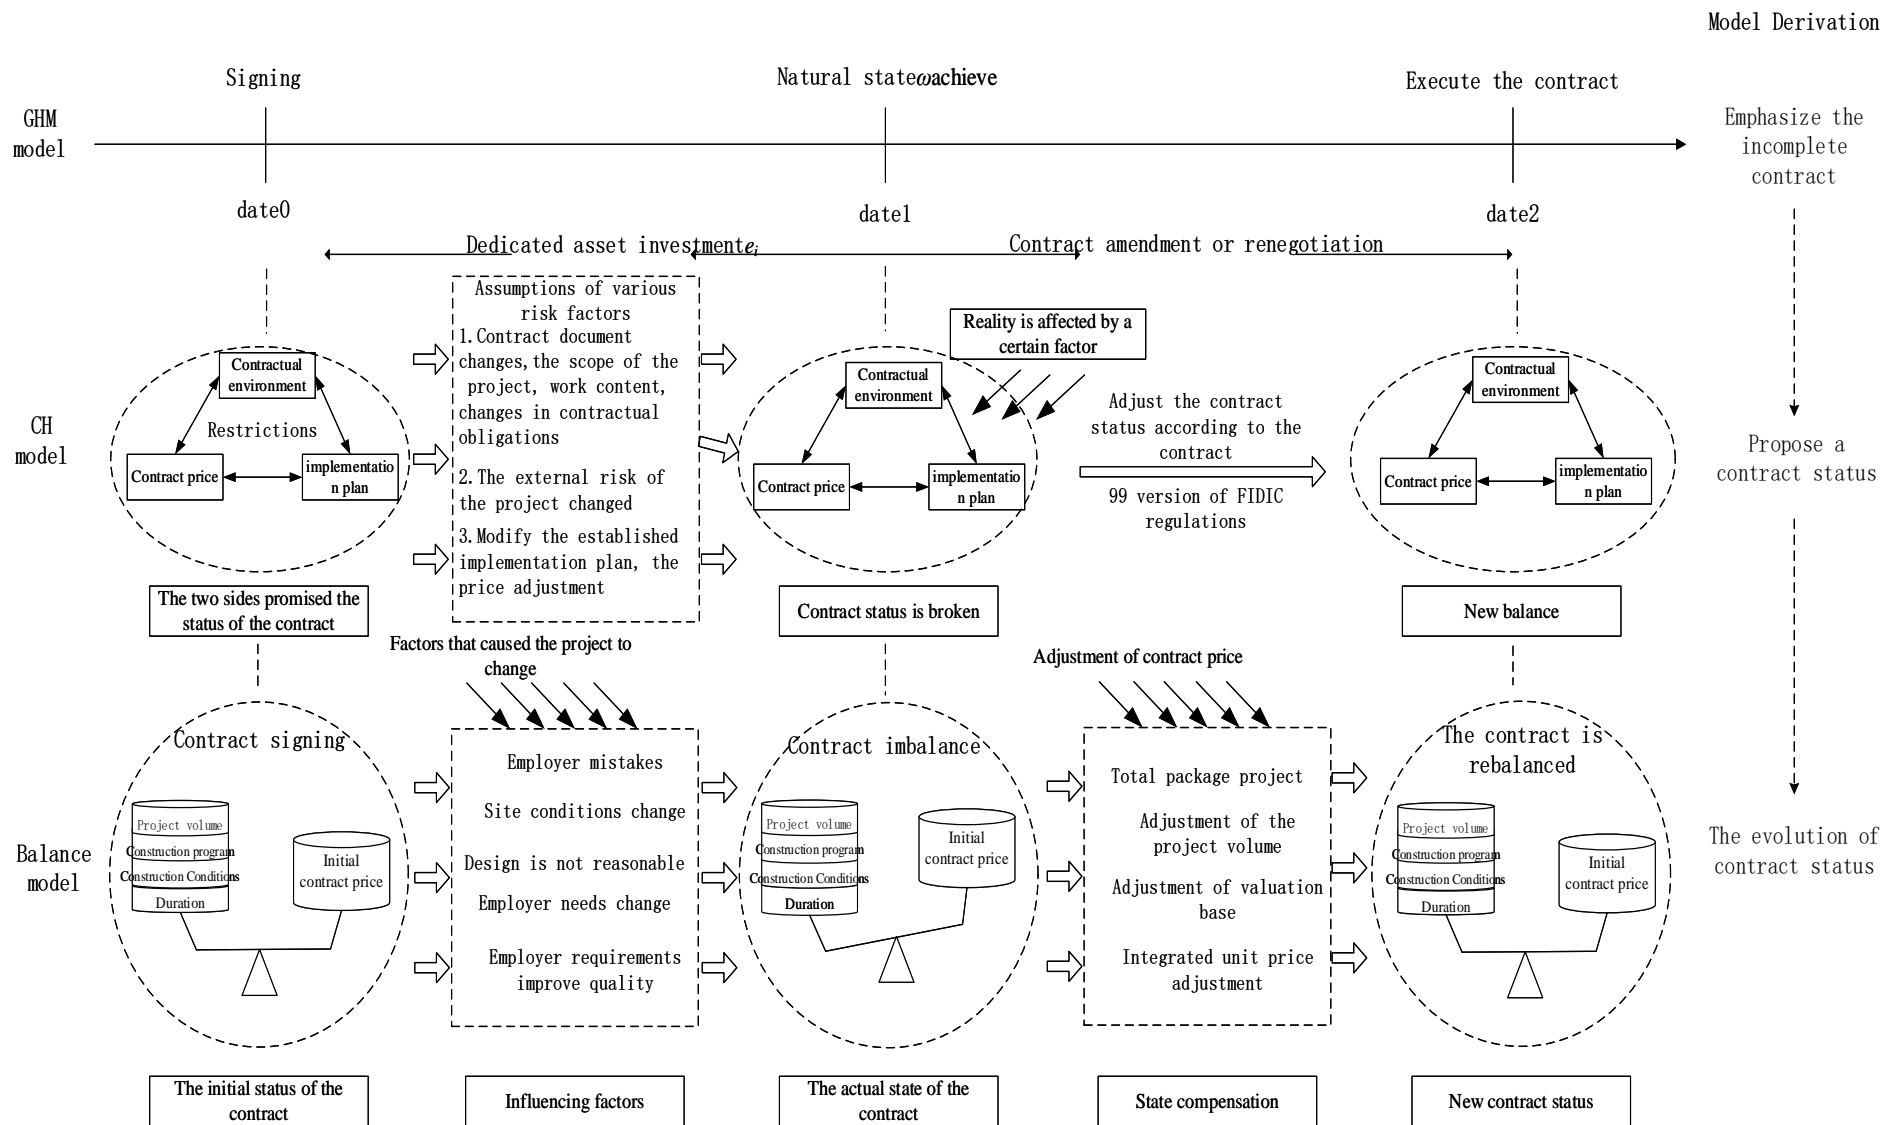 Model Derivation
Signing
Natural stateωachieve
Execute the contract
GHM
model
Emphasize the
incomplete
contract
date0
date1
date2
Dedicated asset investmente_i
Contract amendment or renegotiation
CH
model
Contractual
environment
Restrictions
Contract price
implementatio
n plan
The two sides promised the
status of the contract
Assumptions of various
risk factors
1.Contract document
changes,the scope of the
project, work content,
changes in contractual
obligations
2.The external risk of
the project changed
3.Modify the established
implementation plan, the
price adjustment
Reality is affected by a
certain factor
Contractual
environment
Contract price
implementatio
n plan
Contract status is broken
Adjust the contract
status according to the
contract
99 version of FIDIC
regulations
Contractual
environment
Contract price
implementatio
n plan
New balance
Propose a
contract status
Factors that caused the project to
change
Adjustment of contract price
Balance
model
Contract signing
Project volume
Construction program
Construction Conditions
Duration
Initial
contract price
Employer mistakes
Site conditions change
Design is not reasonable
Employer needs change
Employer requirements
improve quality
Contract imbalance
Project volume
Construction program
Construction Conditions
Duration
Initial
contract price
Total package project
Adjustment of the
project volume
Adjustment of valuation
base
Integrated unit price
adjustment
The contract is
rebalanced
Project volume
Construction program
Construction Conditions
Duration
Initial
contract price
The evolution of
contract status
The initial status of the
contract
Influencing factors
The actual state of the
contract
State compensation
New contract status